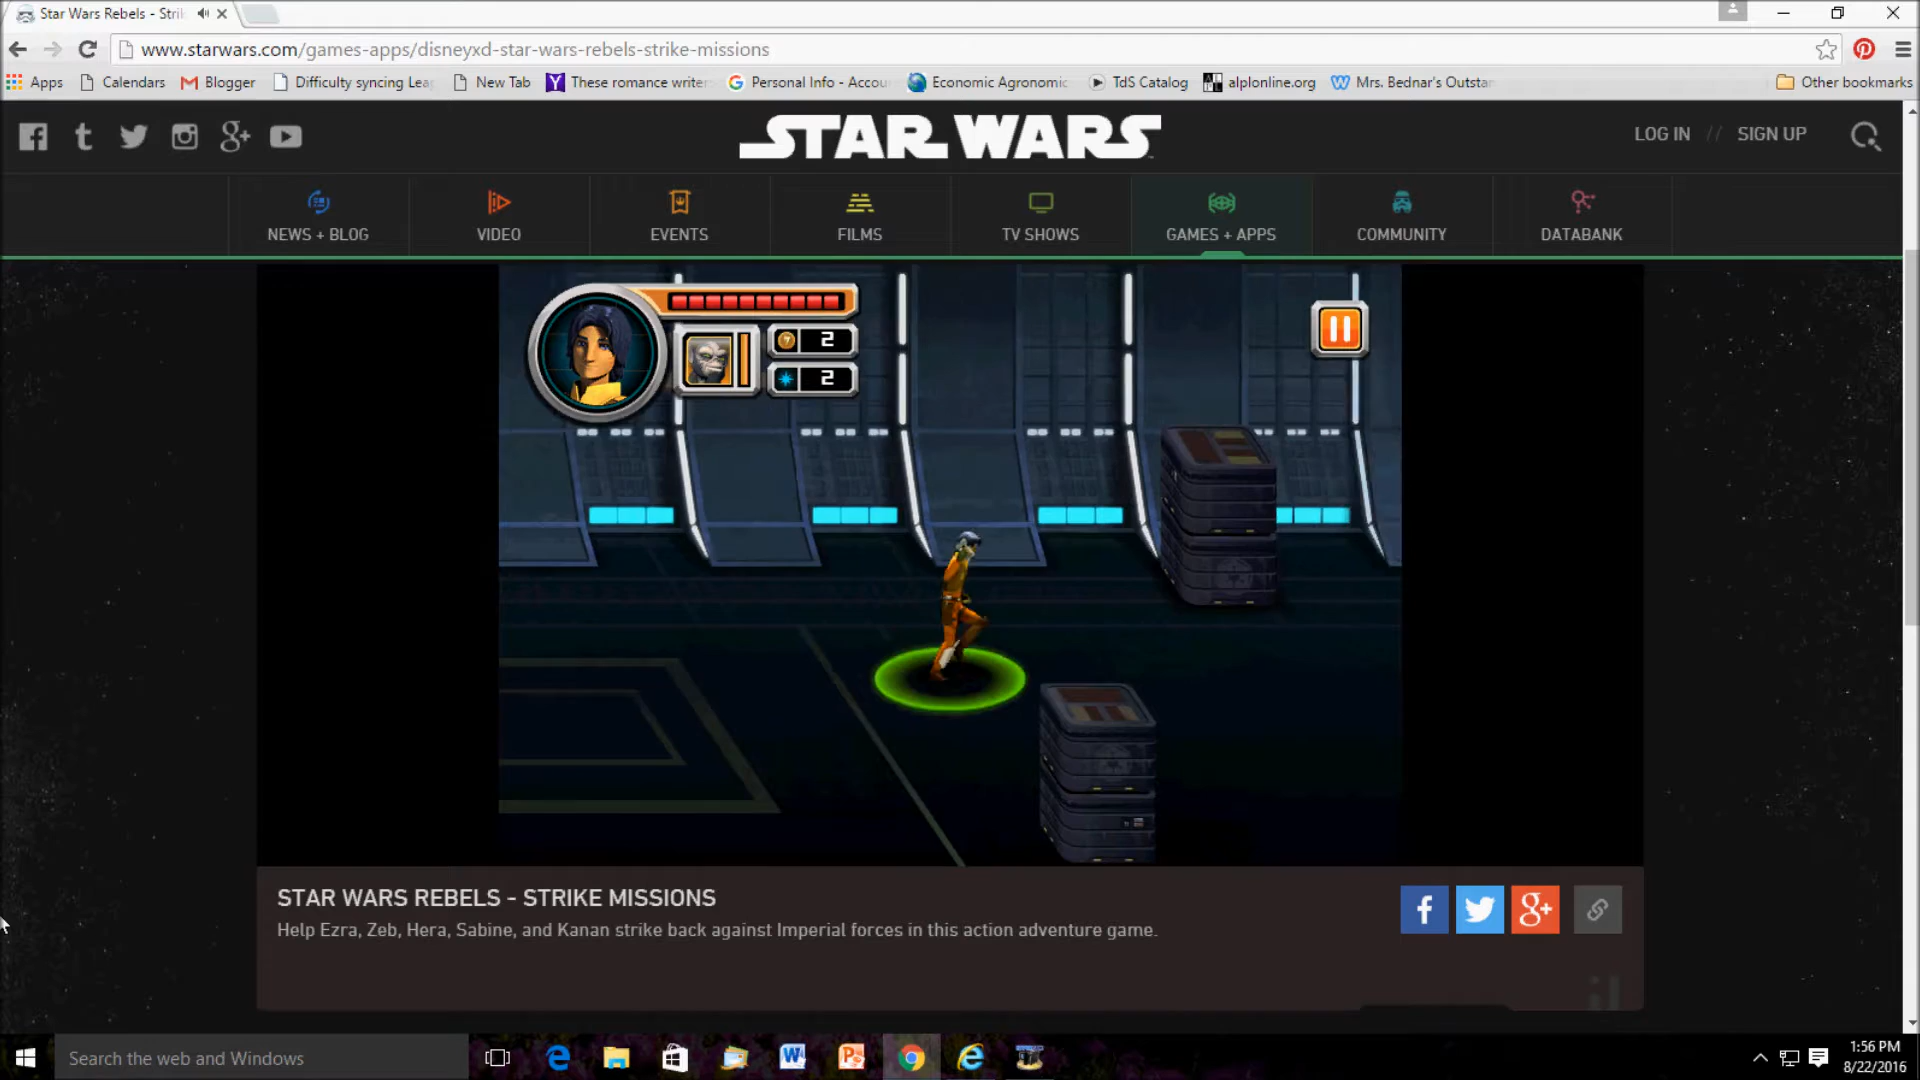 Star Wars Rebels - Stri
www.starwars.com/games-apps/disneyxd-star-wars-rebels-strike-missions
Apps Calendars Blogger Difficulty syncing Lea New Tab These romance writer Personal Info - Accou Economic Agronomic TdS Catalog alplonline.org Mrs. Bednar's Outstan Other bookmarks
STAR WARS
LOG IN // SIGN UP
NEWS + BLOG VIDEO EVENTS FILMS TV SHOWS GAMES + APPS COMMUNITY DATABANK
2
2
STAR WARS REBELS - STRIKE MISSIONS
Help Ezra, Zeb, Hera, Sabine, and Kanan strike back against Imperial forces in this action adventure game.
Search the web and Windows
1:56 PM
8/22/2016